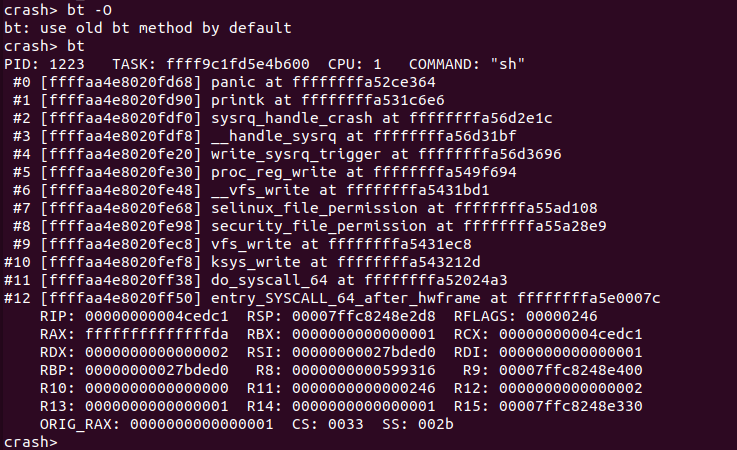 crash> bt -O
bt: use old bt method by default
crash> bt
PID: 1223   TASK: ffff9c1fd5e4b600  CPU: 1   COMMAND: "sh"
 #0 [ffffaa4e8020fd68] panic at ffffffffa52ce364
 #1 [ffffaa4e8020fd90] printk at ffffffffa531c6e6
 #2 [ffffaa4e8020fdf0] sysrq_handle_crash at ffffffffa56d2e1c
 #3 [ffffaa4e8020fdf8] __handle_sysrq at ffffffffa56d31bf
 #4 [ffffaa4e8020fe20] write_sysrq_trigger at ffffffffa56d3696
 #5 [ffffaa4e8020fe30] proc_reg_write at ffffffffa549f694
 #6 [ffffaa4e8020fe48] __vfs_write at ffffffffa5431bd1
 #7 [ffffaa4e8020fe68] selinux_file_permission at ffffffffa55ad108
 #8 [ffffaa4e8020fe98] security_file_permission at ffffffffa55a28e9
 #9 [ffffaa4e8020fec8] vfs_write at ffffffffa5431ec8
#10 [ffffaa4e8020fef8] ksys_write at ffffffffa543212d
#11 [ffffaa4e8020ff38] do_syscall_64 at ffffffffa52024a3
#12 [ffffaa4e8020ff50] entry_SYSCALL_64_after_hwframe at ffffffffa5e0007c
    RIP: 00000000004cedc1  RSP: 00007ffc8248e2d8  RFLAGS: 00000246
    RAX: ffffffffffffffda  RBX: 0000000000000001  RCX: 00000000004cedc1
    RDX: 0000000000000002  RSI: 00000000027bded0  RDI: 0000000000000001
    RBP: 00000000027bded0   R8: 0000000000599316   R9: 00007ffc8248e400
    R10: 0000000000000000  R11: 0000000000000246  R12: 0000000000000002
    R13: 0000000000000001  R14: 0000000000000001  R15: 00007ffc8248e330
    ORIG_RAX: 0000000000000001  CS: 0033  SS: 002b
crash>